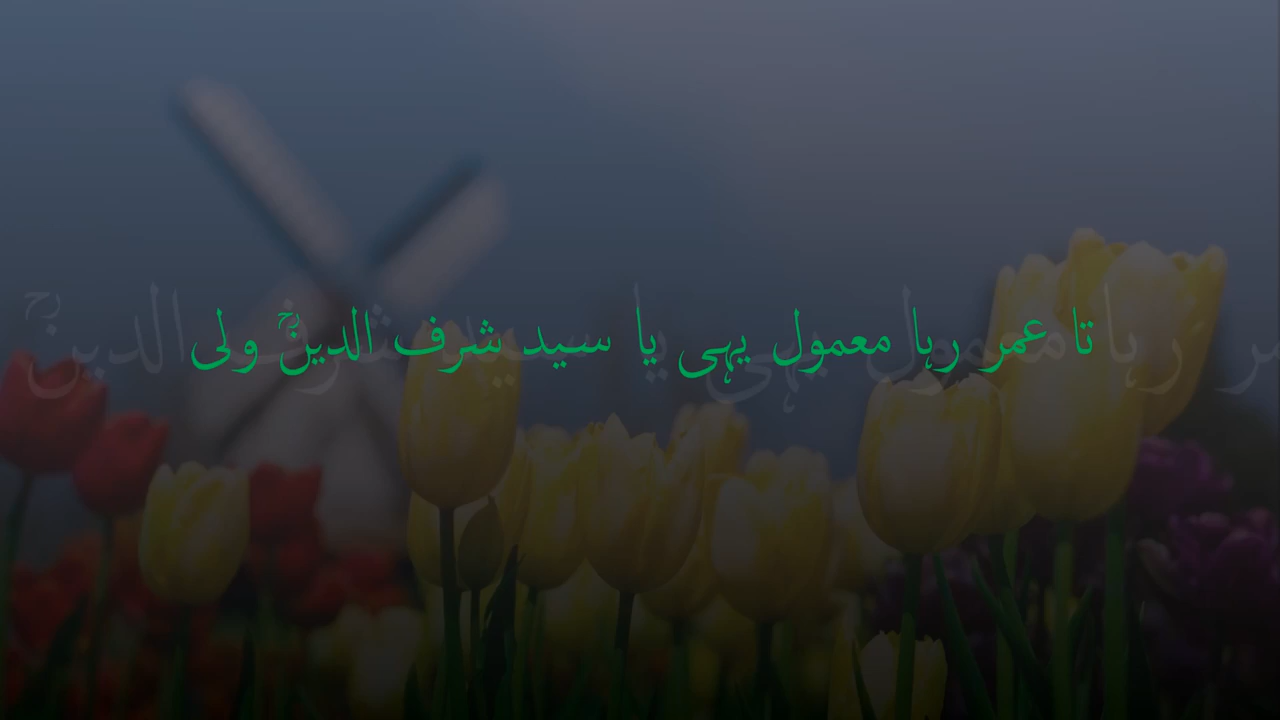 تا عمر رہا معمول یہی یا سید شرف الدینؒ ولی